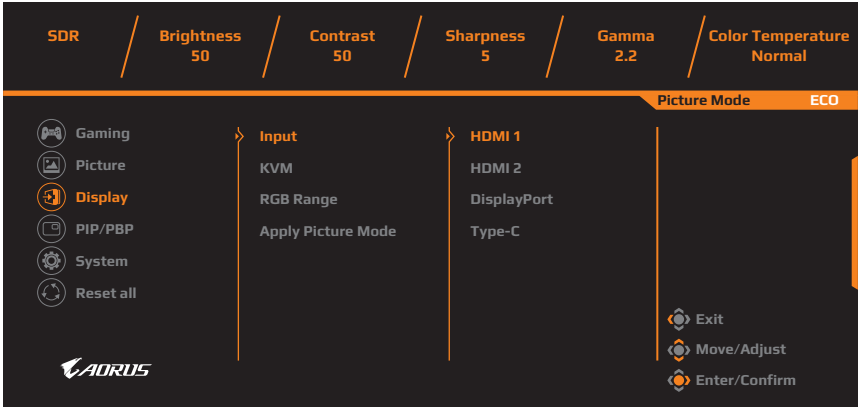 SDR
Brightness
50
Contrast
50
Sharpness
5
Gamma
2.2
Color Temperature
Normal
Picture Mode ECO
Gaming
Picture
Display
PIP/PBP
System
Reset all
Input
KVM
RGB Range
Apply Picture Mode
HDMI 1
HDMI 2
DisplayPort
Type-C
Exit
Move/Adjust
Enter/Confirm
AORUS